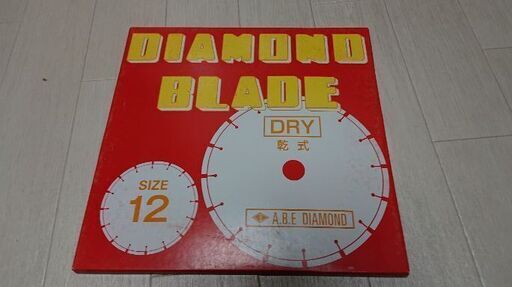 DIAMOND
BLADE
DRY
乾式
SIZE
12
A.B.E DIAMOND